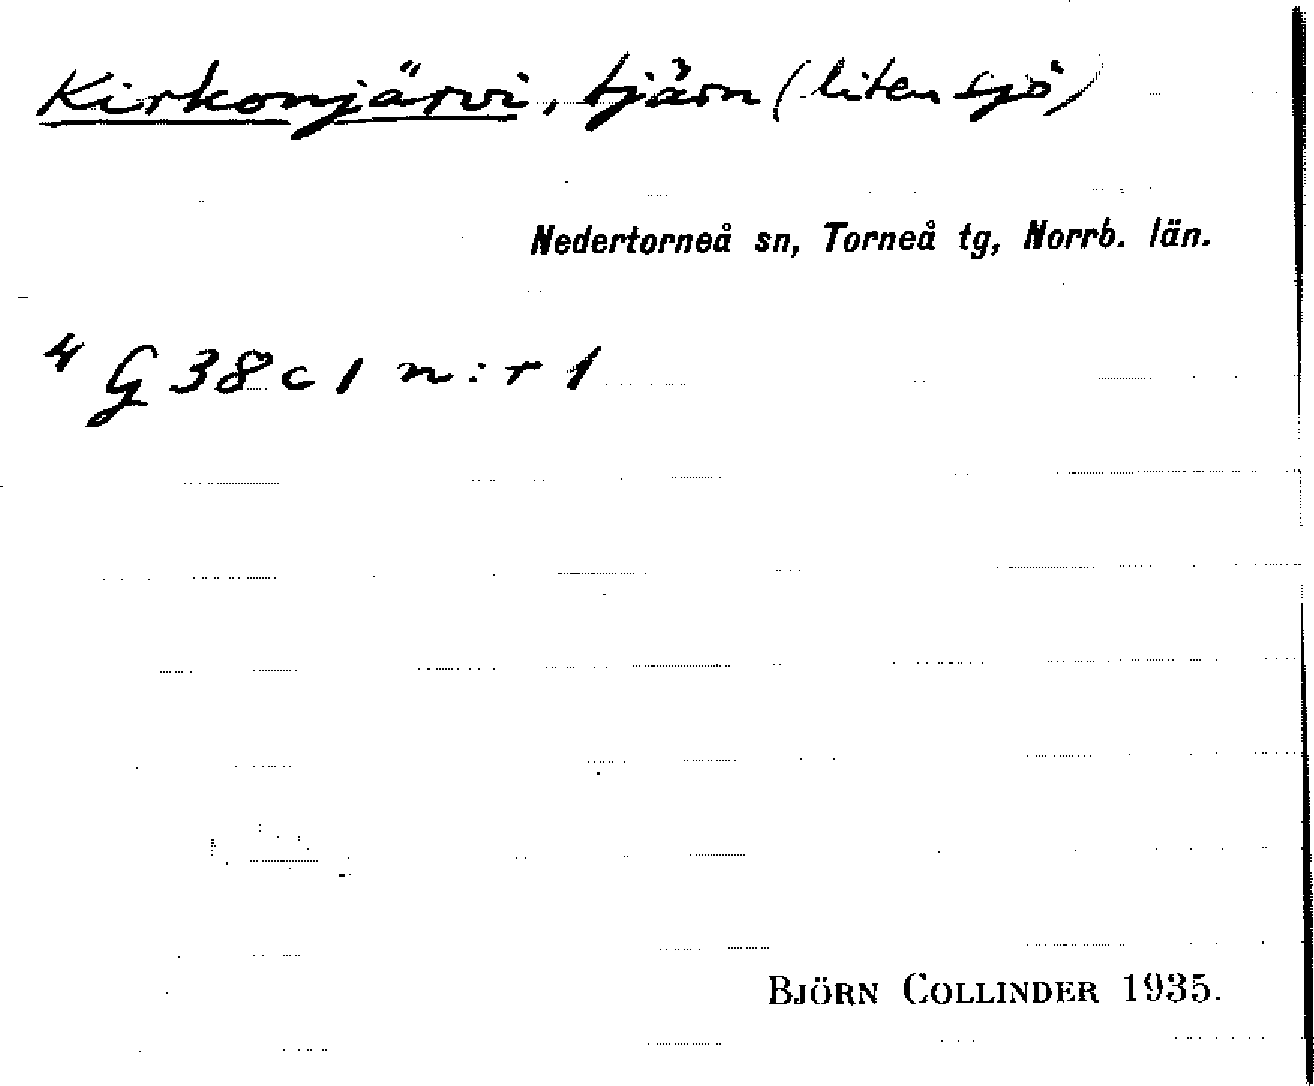 Kirkonjärvi, tjärn (liten sjö)
Nedertorneå sn, Torneå tg, Norrb. län.
4 G 38 c 1 n:r 1
BJÖRN COLLINDER 1935.